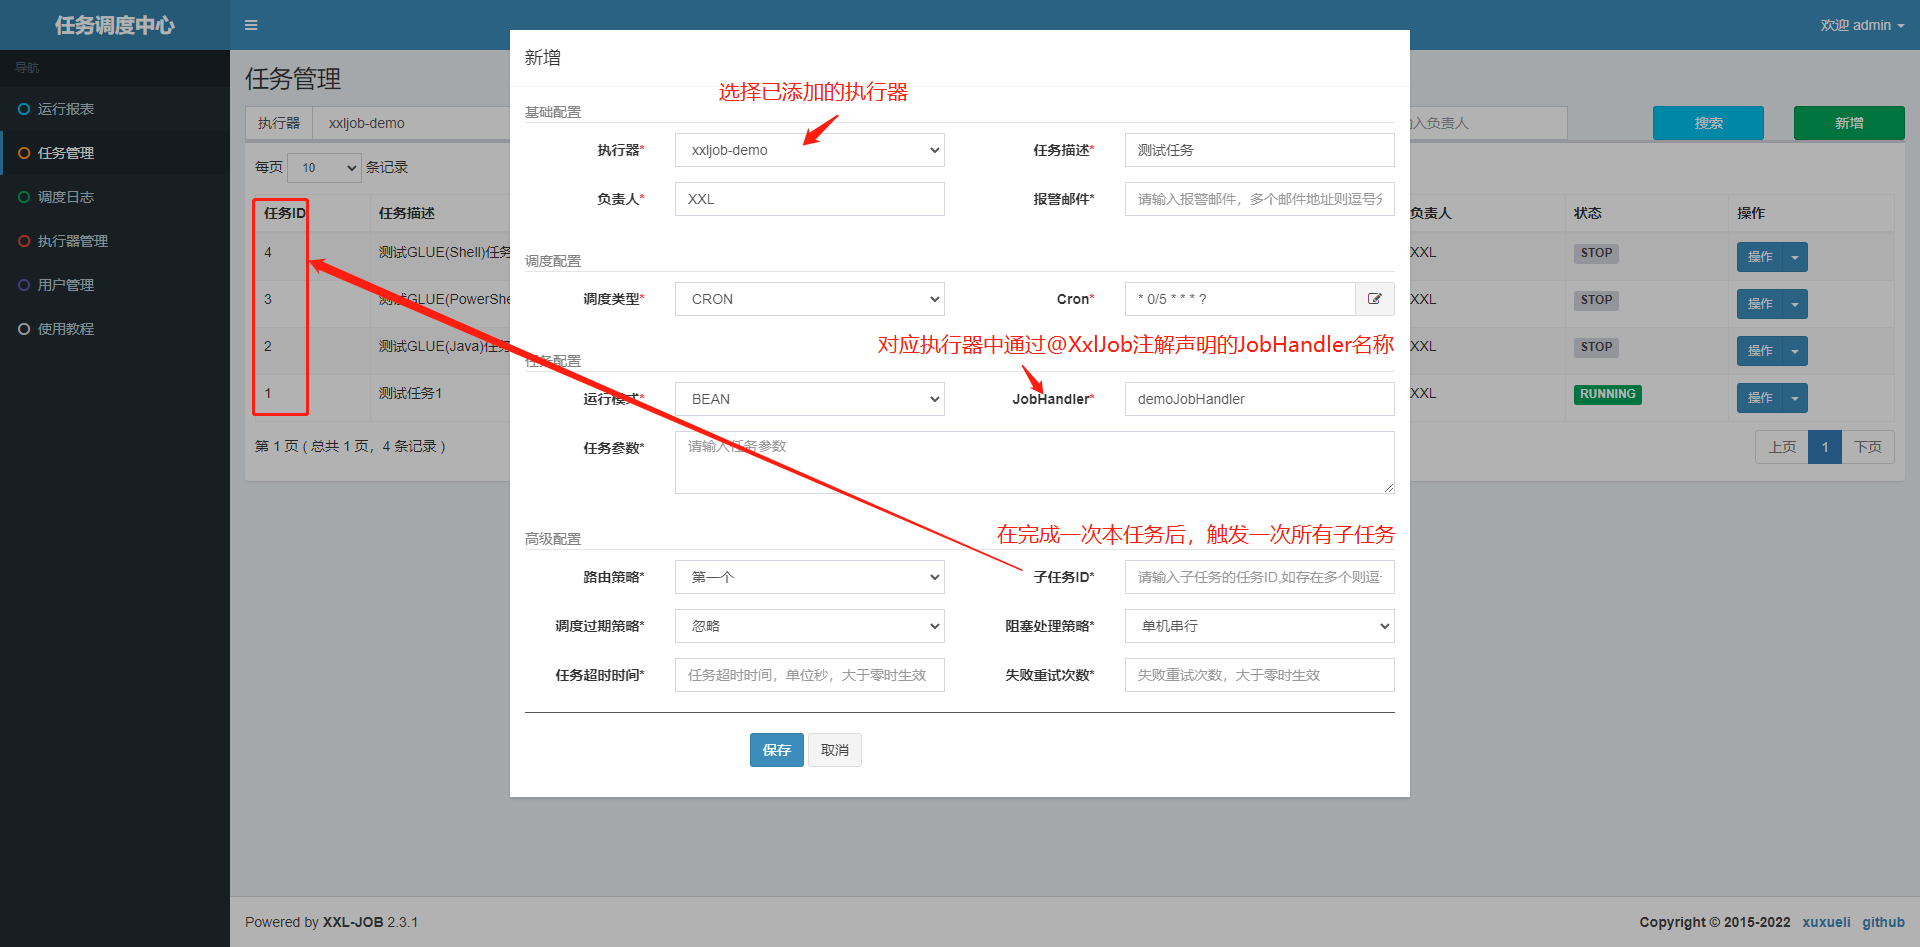 任务调度中心
欢迎 admin
导航
运行报表
任务管理
调度日志
执行器管理
用户管理
使用教程
任务管理
执行器 xxljob-demo
入负责人 搜索 新增
每页 10 条记录
任务ID 任务描述 负责人 状态 操作
4 测试GLUE(Shell)任务 XXL STOP 操作
3 测试GLUE(PowerShe XXL STOP 操作
2 测试GLUE(Java)任务 XXL STOP 操作
1 测试任务1 XXL RUNNING 操作
第 1 页 ( 总共 1 页，4 条记录 )
上页 1 下页
新增
选择已添加的执行器
基础配置
执行器* xxljob-demo 任务描述* 测试任务
负责人* XXL 报警邮件* 请输入报警邮件，多个邮件地址则逗号分
调度配置
调度类型* CRON Cron* * 0/5 * * * ?
对应执行器中通过@XxlJob注解声明的JobHandler名称
任务配置
运行模式* BEAN JobHandler* demoJobHandler
任务参数* 请输入任务参数
在完成一次本任务后，触发一次所有子任务
高级配置
路由策略* 第一个 子任务ID* 请输入子任务的任务ID,如存在多个则逗
调度过期策略* 忽略 阻塞处理策略* 单机串行
任务超时时间* 任务超时时间，单位秒，大于零时生效 失败重试次数* 失败重试次数，大于零时生效
保存 取消
Powered by XXL-JOB 2.3.1
Copyright © 2015-2022 xuxueli github